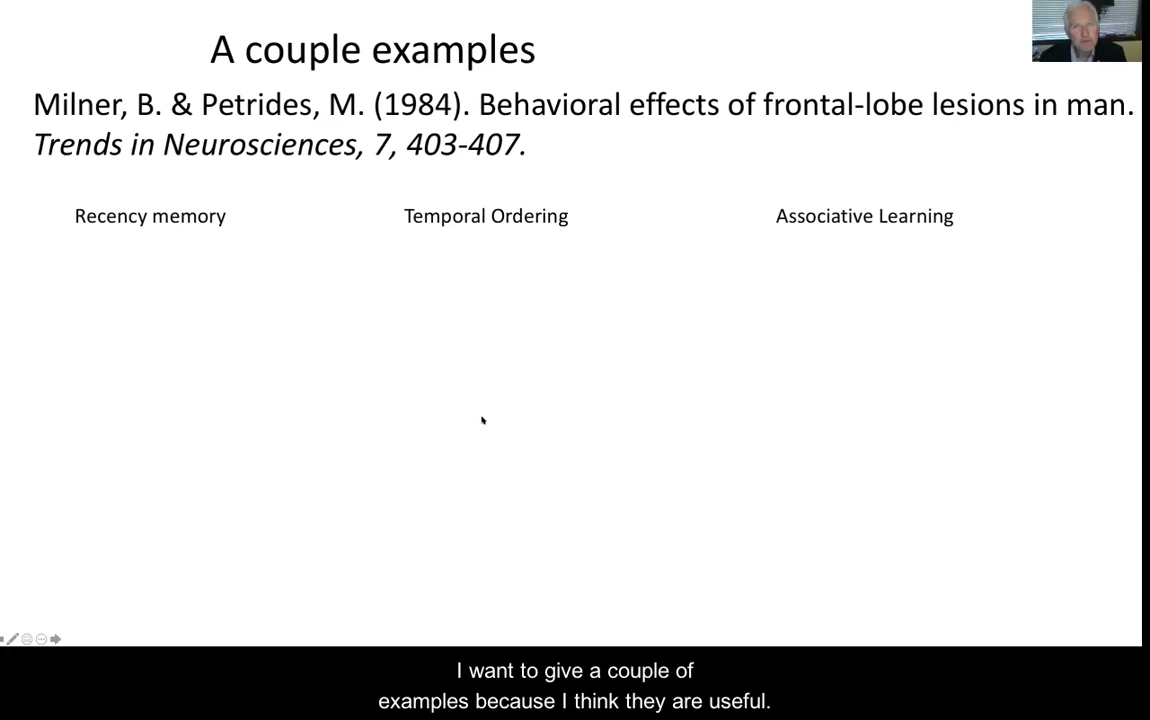 A couple examples
Milner, B. & Petrides, M. (1984). Behavioral effects of frontal-lobe lesions in man.
Trends in Neurosciences, 7, 403-407.
Recency memory
Temporal Ordering
Associative Learning
I want to give a couple of
examples because I think they are useful.